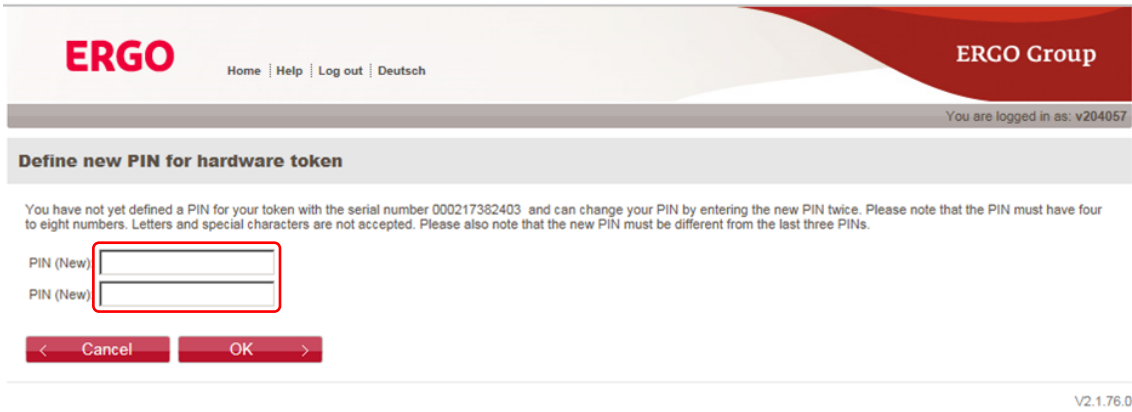 ERGO
Home Help Log out Deutsch
ERGO Group
You are logged in as: v204057
Define new PIN for hardware token
You have not yet defined a PIN for your token with the serial number 000217382403 and can change your PIN by entering the new PIN twice. Please note that the PIN must have four
to eight numbers. Letters and special characters are not accepted. Please also note that the new PIN must be different from the last three PINs.
PIN (New):
PIN (New):
< Cancel OK >
V2.1.76.0